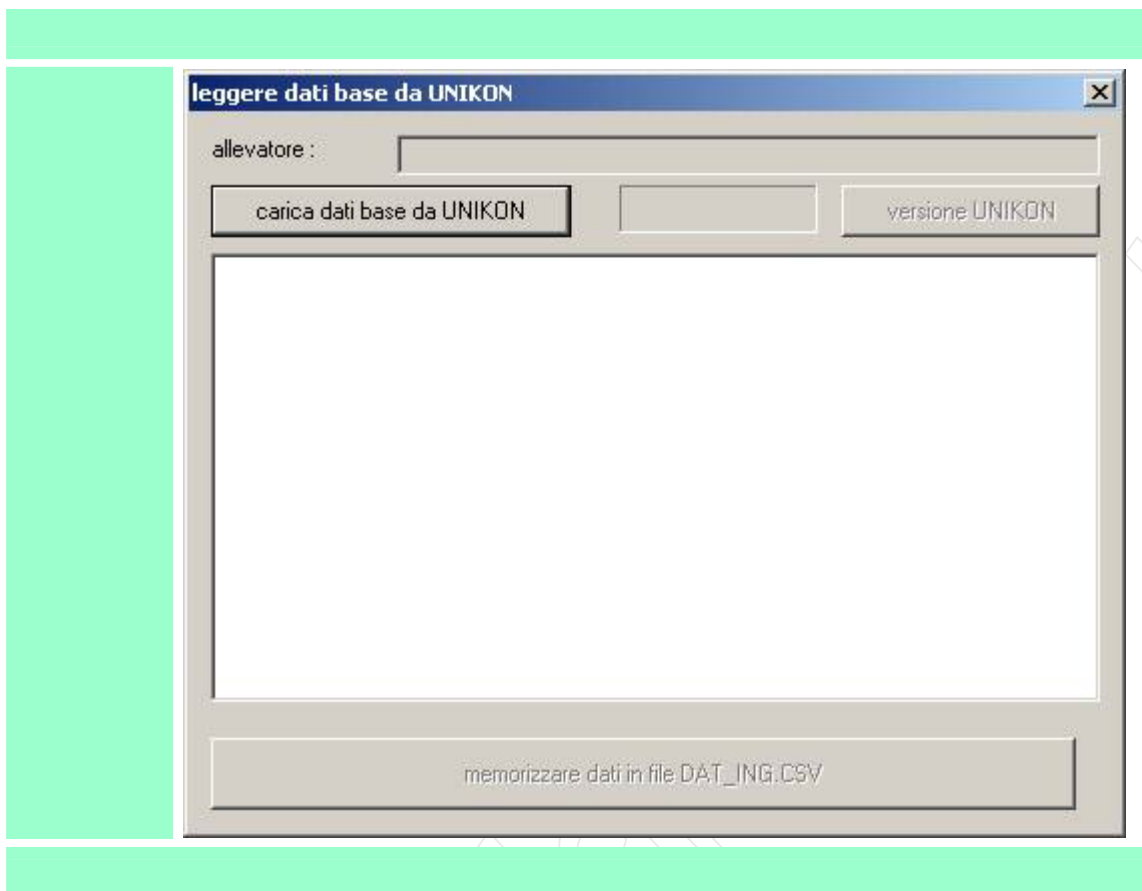 leggere dati base da UNIKON
allevatore :
carica dati base da UNIKON
versione UNIKON
memorizzare dati in file DAT_ING.CSV